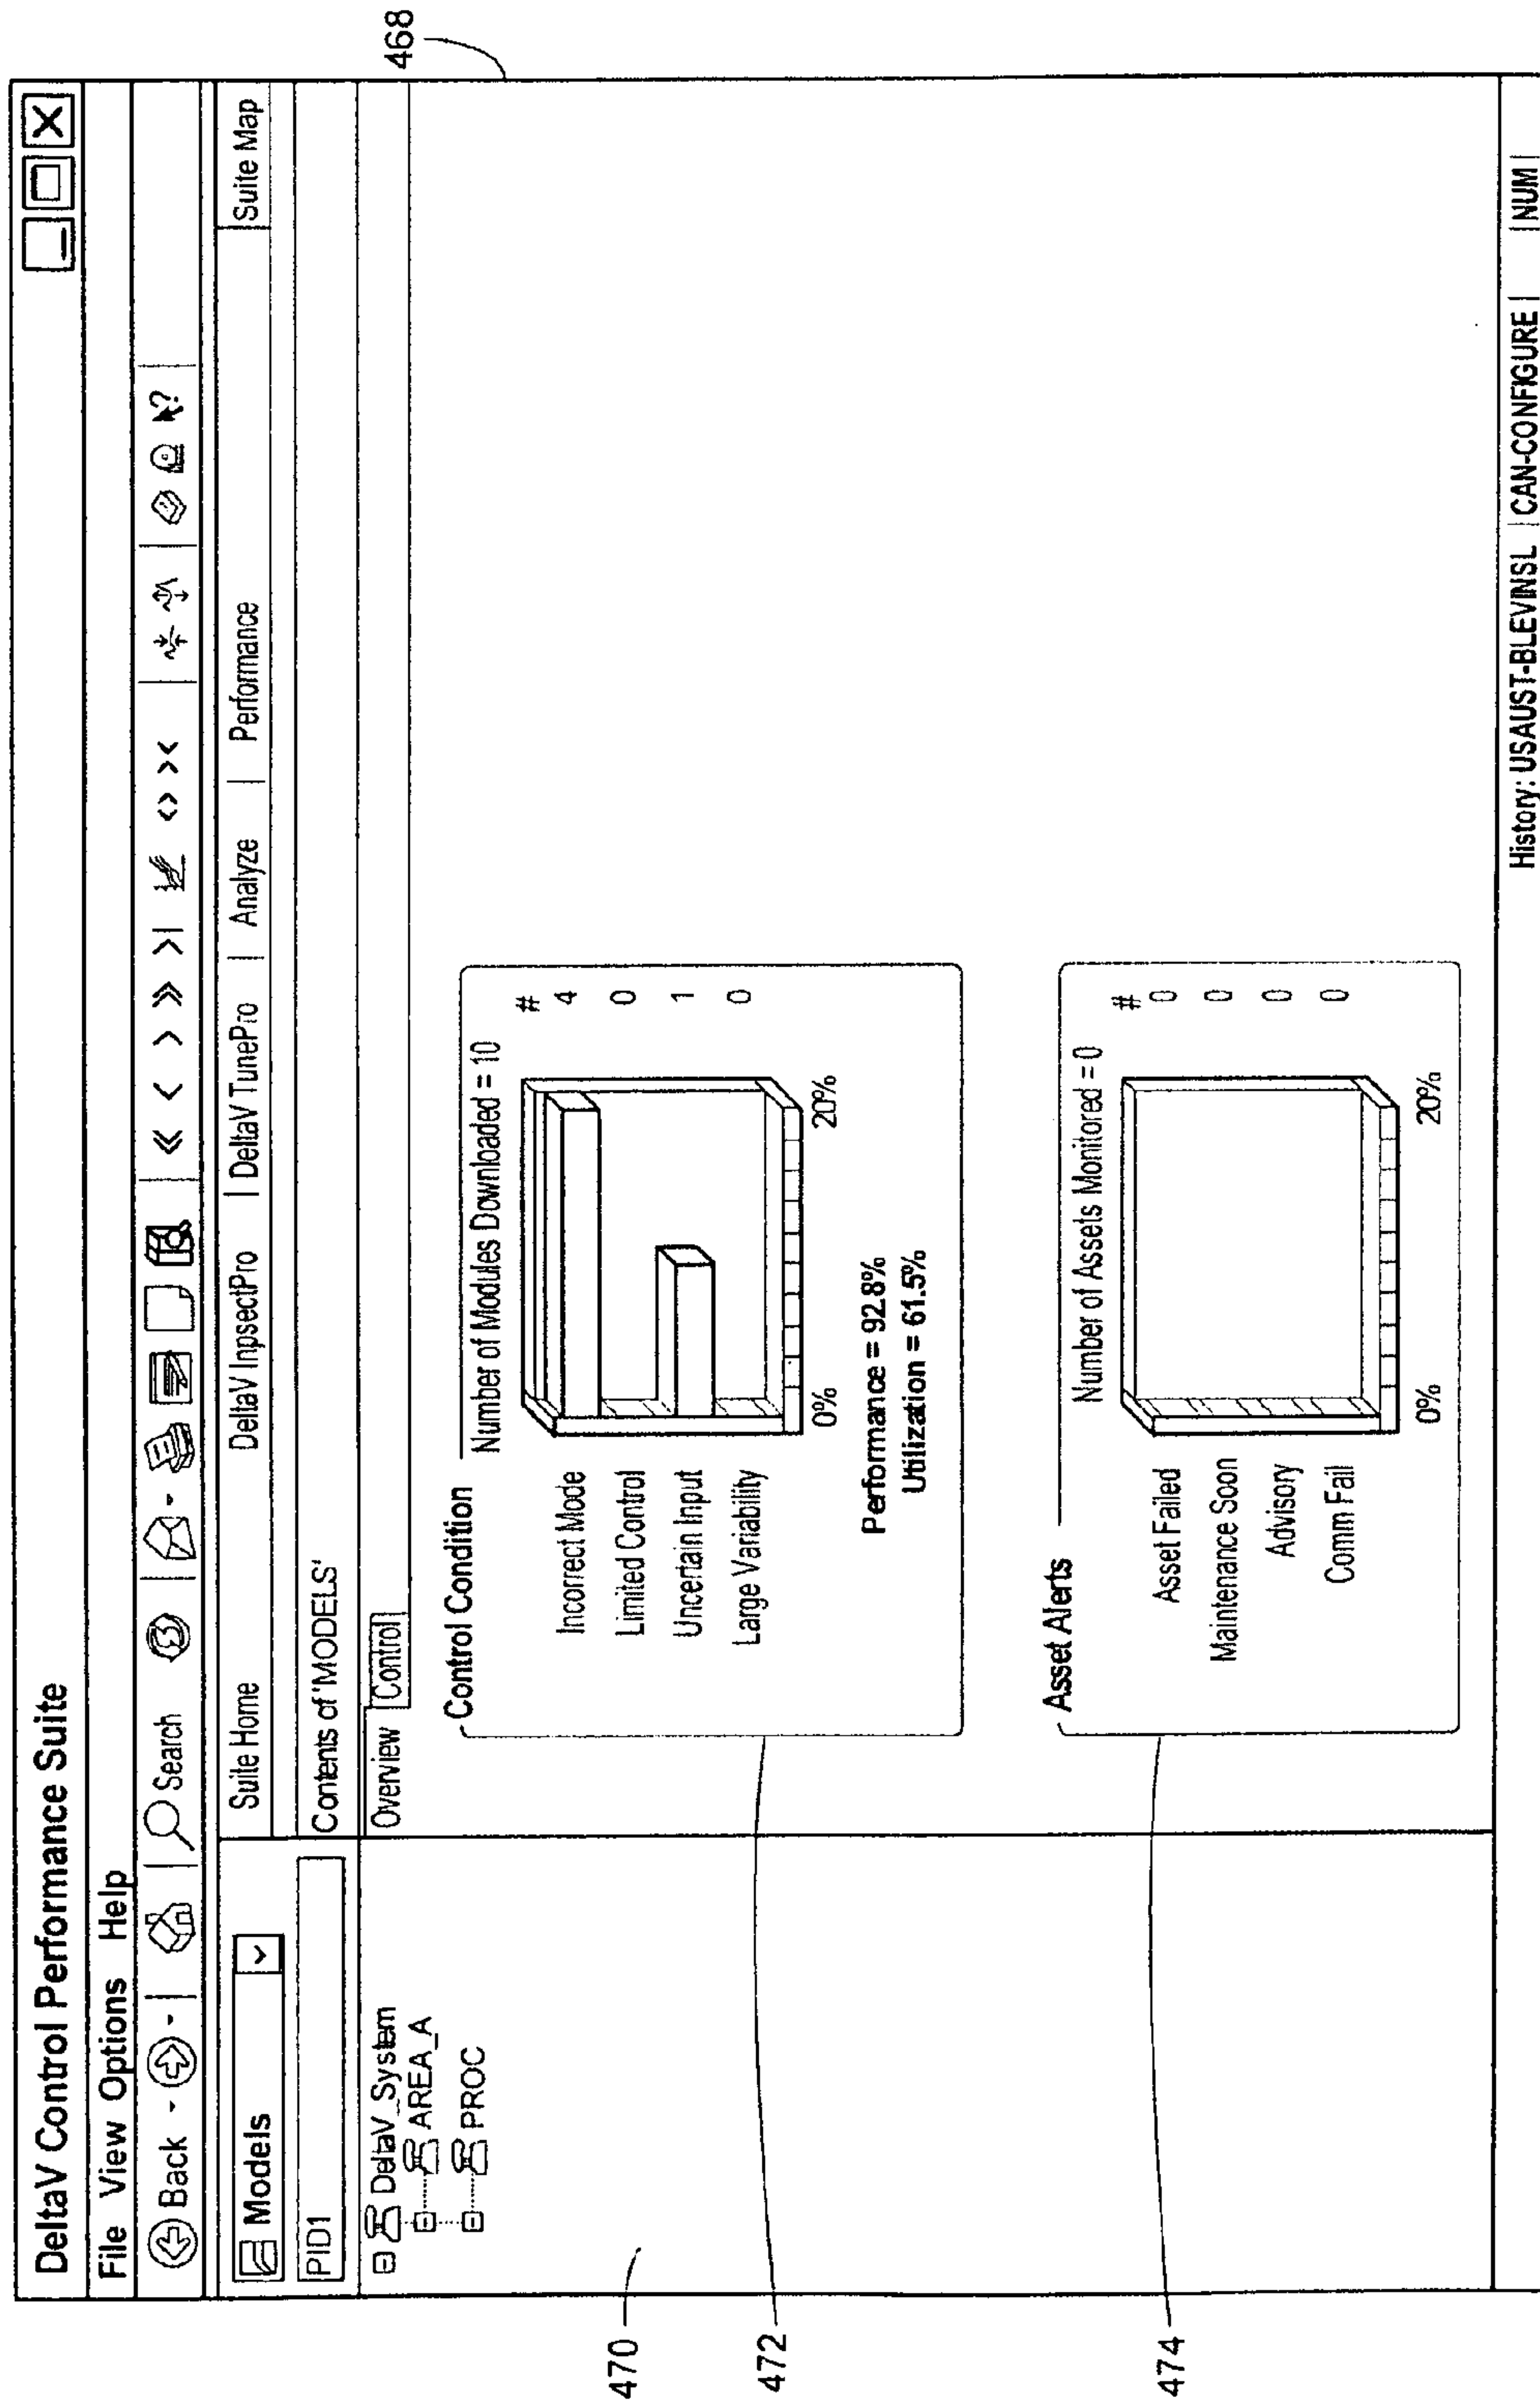 DeltaV Control Performance Suite
File View Options Help
Back Search
Models
Suite Home DeltaV InpsectPro | DeltaV TunePro | Analyze | Performance | Suite Map
PID1
Contents of 'MODELS'
Overview Control
DeltaV_System
AREA_A
PROC
Control Condition
Number of Modules Downloaded = 10
#
Incorrect Mode 4
Limited Control 0
Uncertain Input 1
Large Variability 0
0% 20%
Performance = 92.8%
Utilization = 61.5%
Asset Alerts
Number of Assets Monitored = 0
#
Asset Failed 0
Maintenance Soon 0
Advisory 0
Comm Fail 0
0% 20%
History: USAUST-BLEVINSL | CAN-CONFIGURE | NUM
468
470
472
474